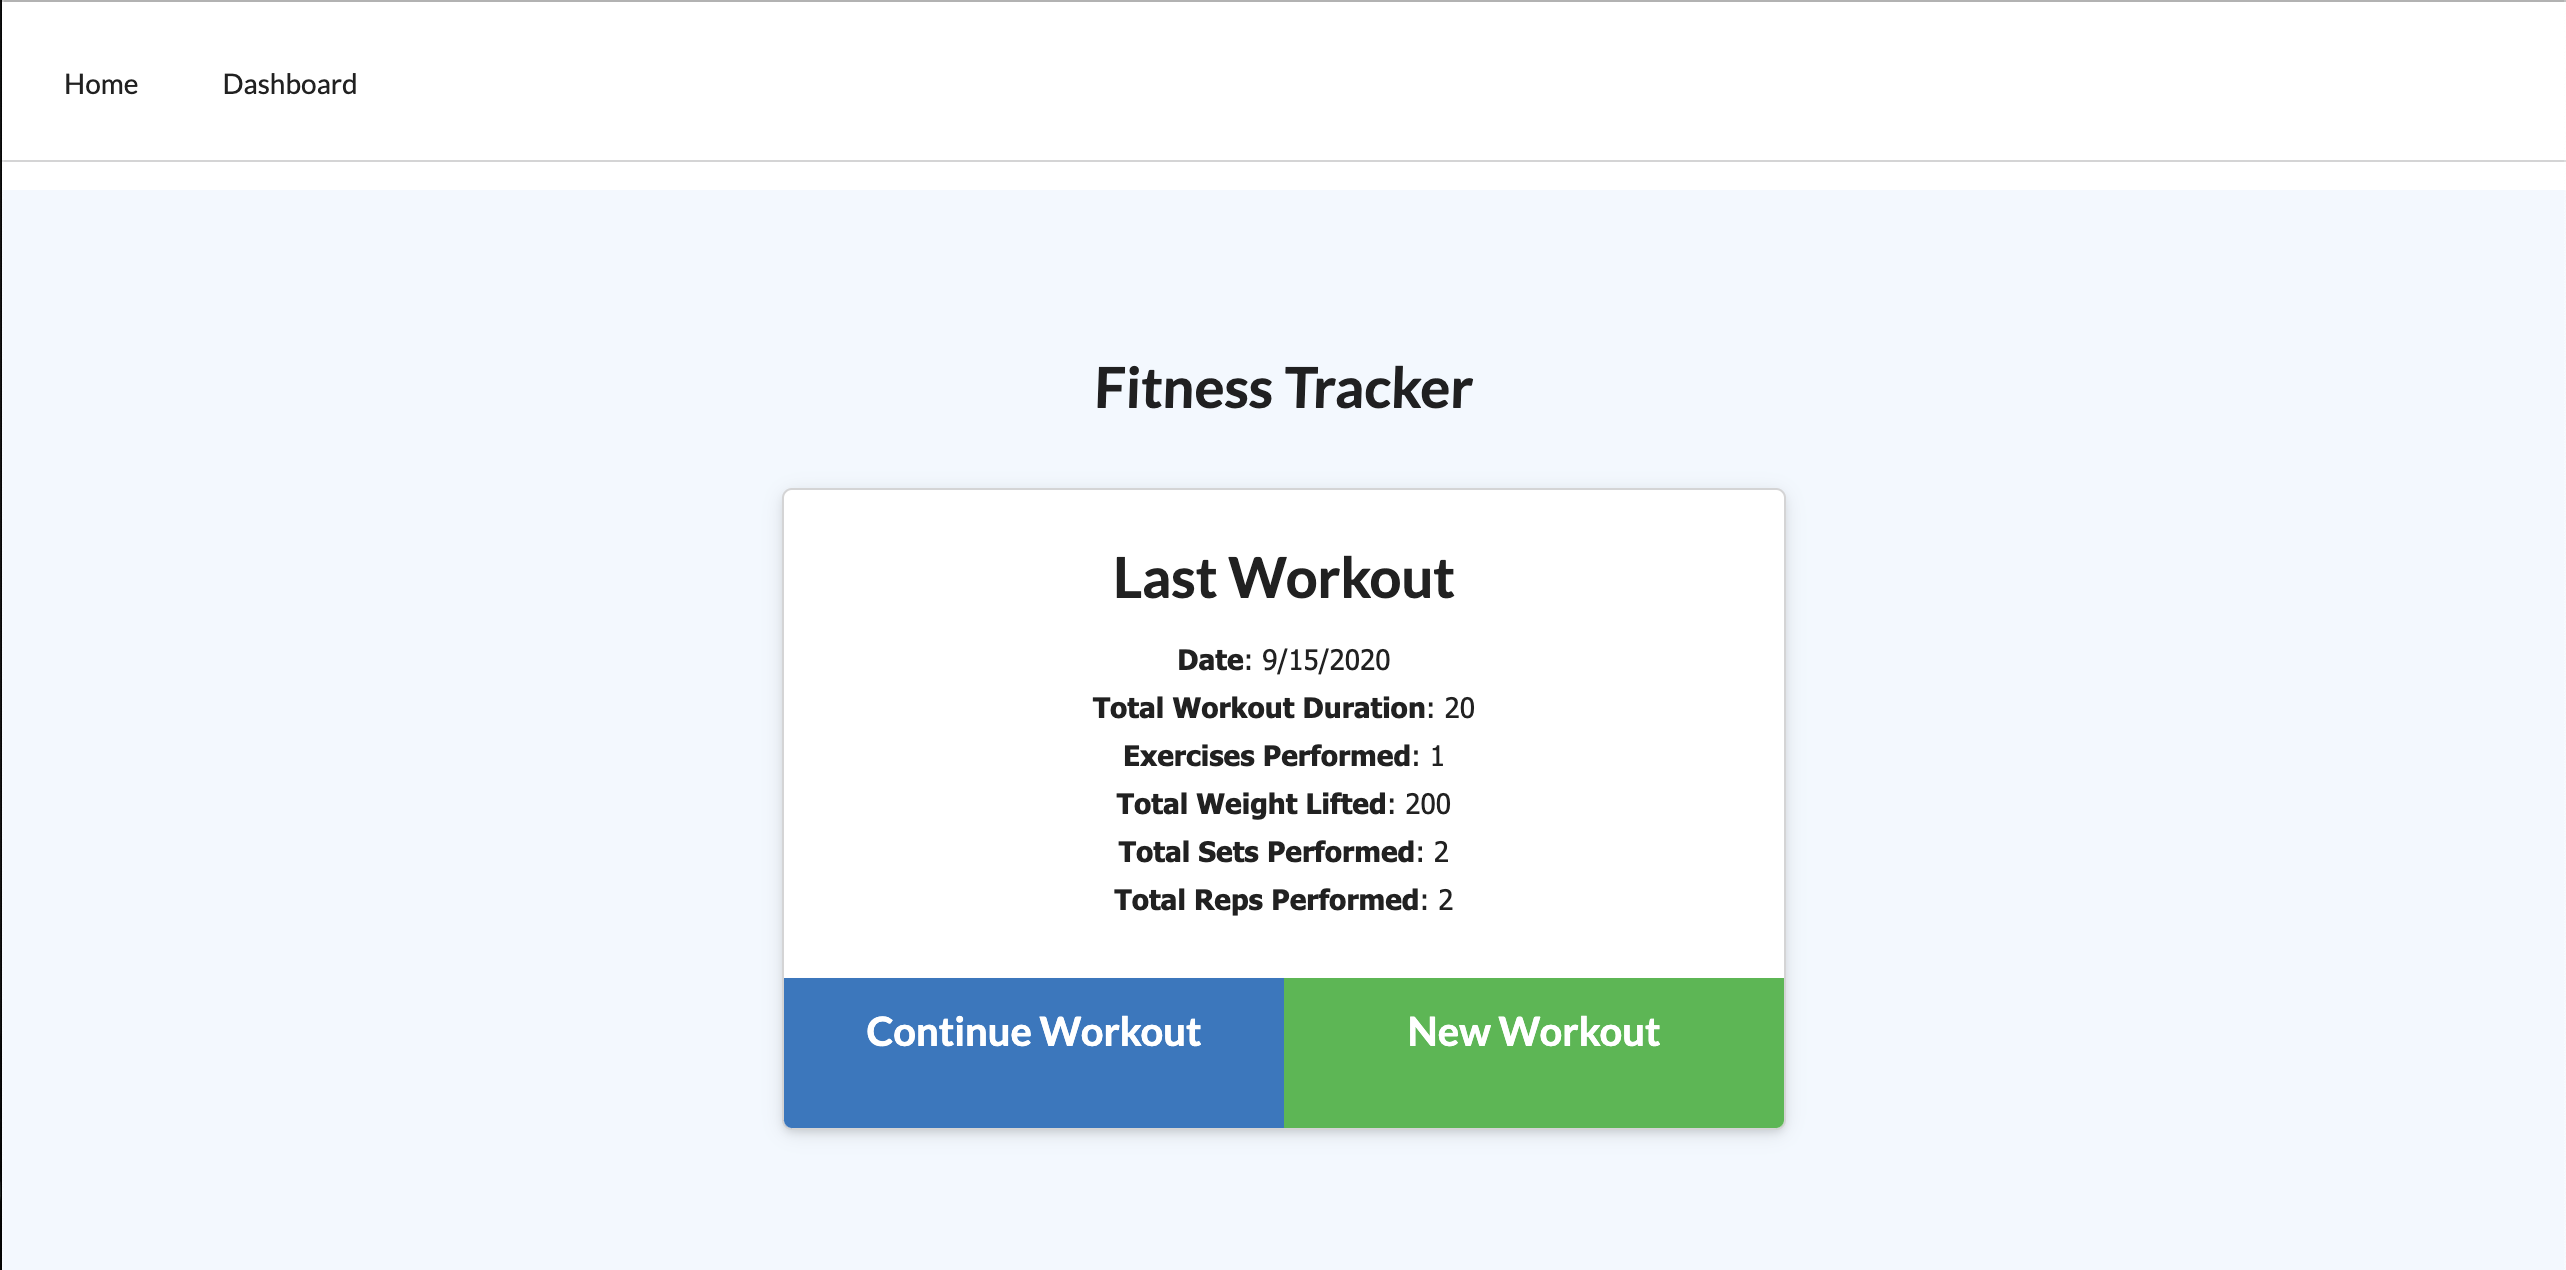 Home Dashboard
Fitness Tracker
Last Workout
Date: 9/15/2020
Total Workout Duration: 20
Exercises Performed: 1
Total Weight Lifted: 200
Total Sets Performed: 2
Total Reps Performed: 2
Continue Workout New Workout